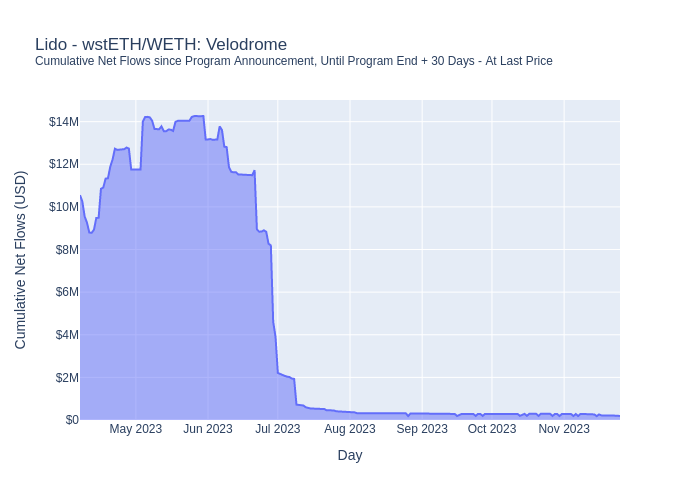 Lido - wstETH/WETH: Velodrome
Cumulative Net Flows since Program Announcement, Until Program End + 30 Days - At Last Price
Cumulative Net Flows (USD)
$14M
$12M
$10M
$8M
$6M
$4M
$2M
$0
May 2023 Jun 2023 Jul 2023 Aug 2023 Sep 2023 Oct 2023 Nov 2023
Day